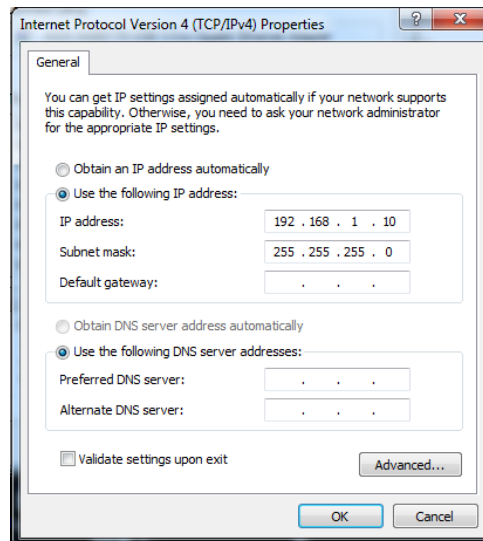 Internet Protocol Version 4 (TCP/IPv4) Properties
General
You can get IP settings assigned automatically if your network supports
this capability. Otherwise, you need to ask your network administrator
for the appropriate IP settings.
Obtain an IP address automatically
Use the following IP address:
IP address: 192 . 168 . 1 . 10
Subnet mask: 255 . 255 . 255 . 0
Default gateway: . . .
Obtain DNS server address automatically
Use the following DNS server addresses:
Preferred DNS server: . . .
Alternate DNS server: . . .
Validate settings upon exit
Advanced...
OK Cancel